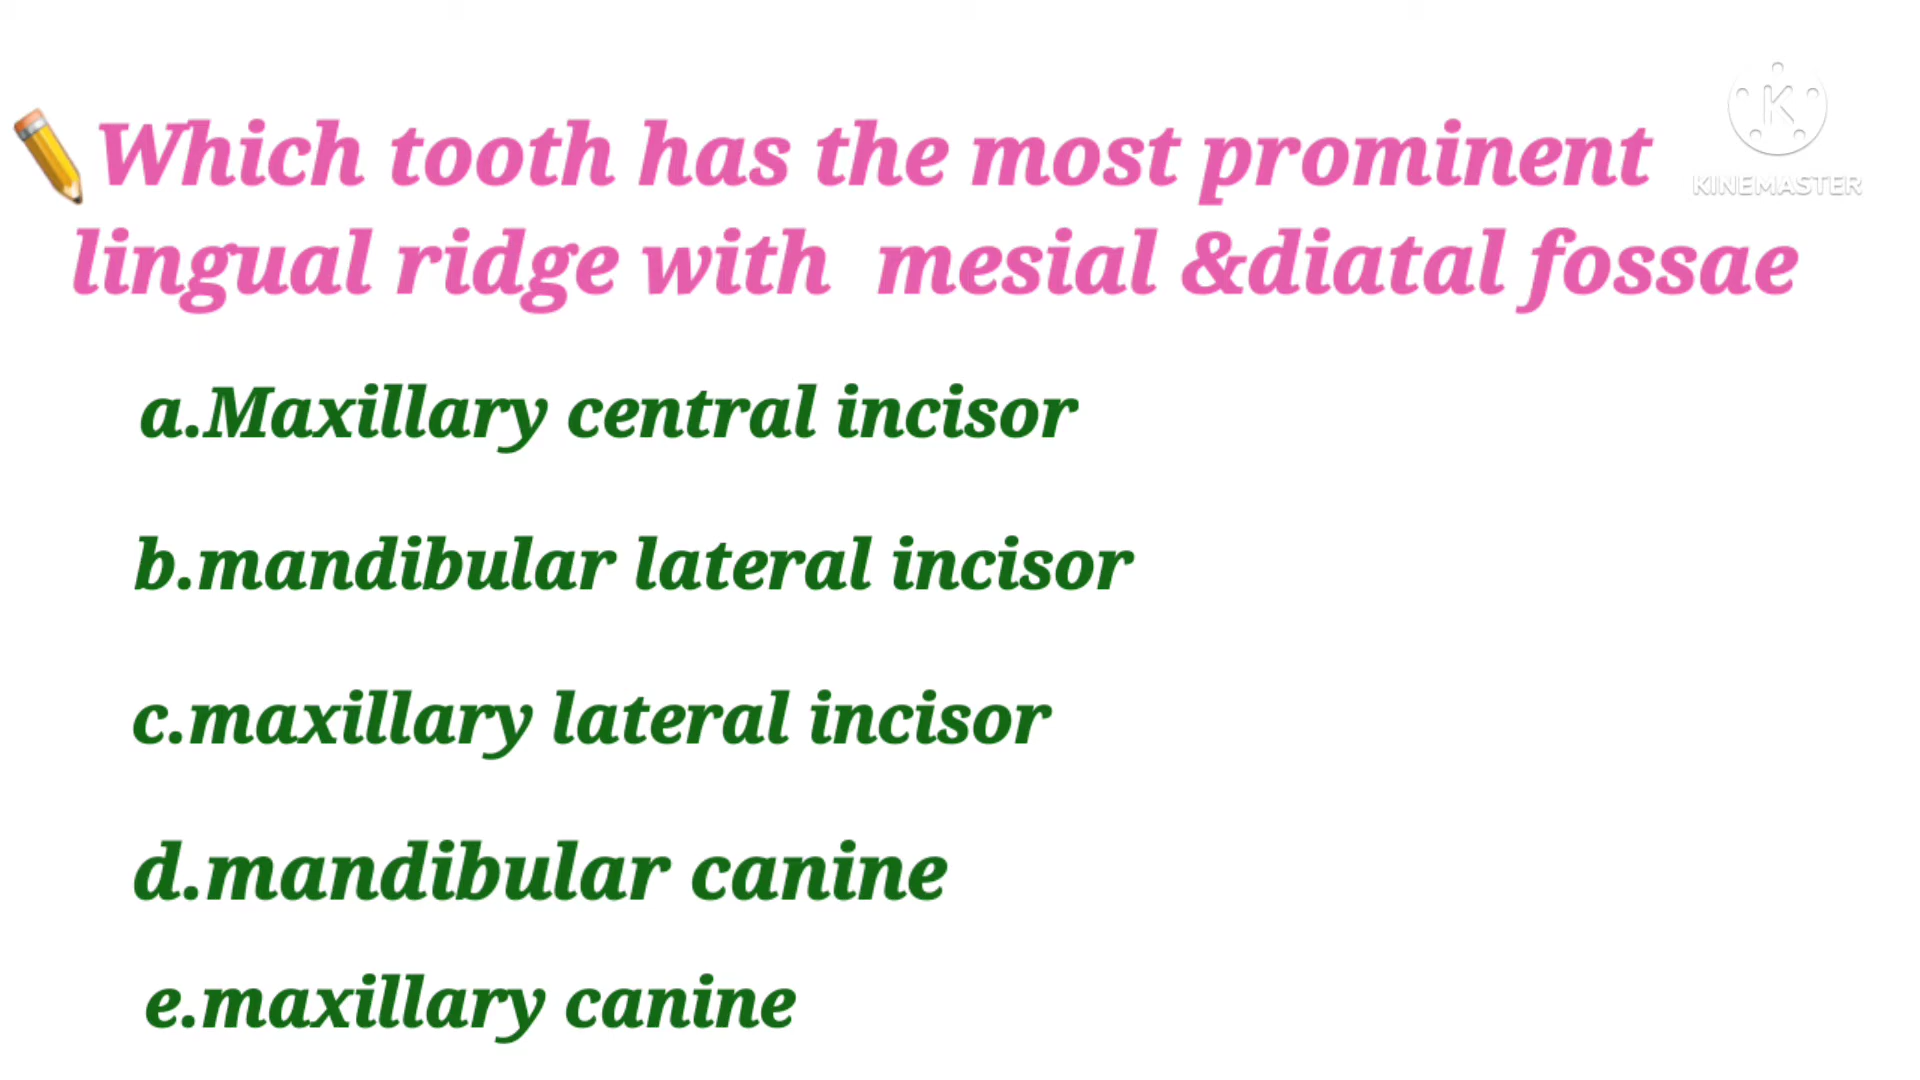 Which tooth has the most prominent
lingual ridge with mesial &diatal fossae
a.Maxillary central incisor
b.mandibular lateral incisor
c.maxillary lateral incisor
d.mandibular canine
e.maxillary canine
K
KINEMASTER